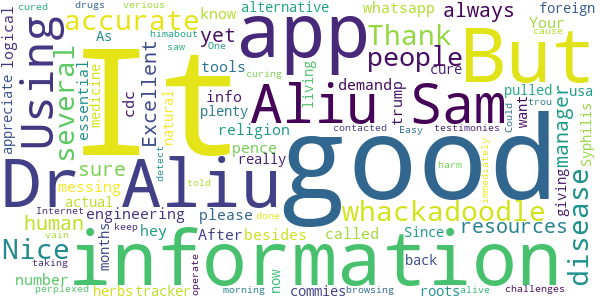 It
good
information
But
app
Dr Aliu
Aliu Sam
Using
accurate
Thank
people
always
know
alternative
whatsapp
foreign
Your
yet
tools
cure
pulled
usa
Excellent
cdc
info
plenty
living
demand
trump
want
Could
trou
manager
Syphilis
disease
giving
religion
pence
really
detect
contacted
Easy
testimonies
cause
immediately
harm
several
essential
medicine
natural
logical
appreciate
As
drugs
verious
cured
himabout
saw
One
curing
sure
messing
actual
human
months
engineering
please
hey
After
besides
called
whackadoodle
Since
resources
Nice
number
Internet
keep
vain
taking
perplexed
herbs
tracker
told
done
now
commies
back
roots
alive
challenges
operate
morning
browsing